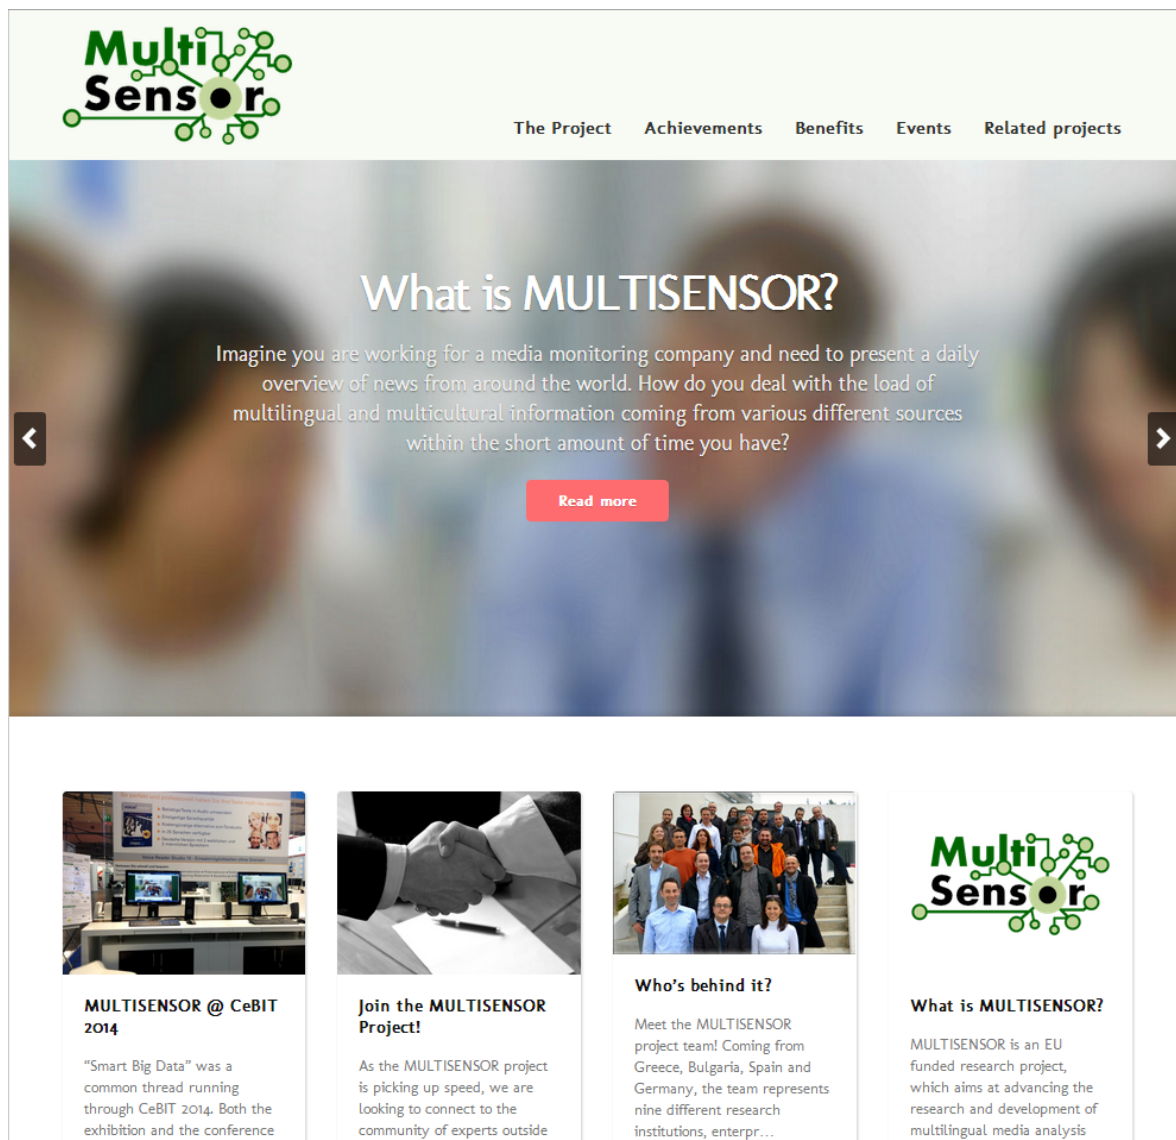 Multi
Sensor
The Project
Achievements
Benefits
Events
Related projects
What is MULTISENSOR?
Imagine you are working for a media monitoring company and need to present a daily
overview of news from around the world. How do you deal with the load of
multilingual and multicultural information coming from various different sources
within the short amount of time you have?
Read more
MULTISENSOR @ CeBIT
2014
“Smart Big Data” was a
common thread running
through CeBIT 2014. Both the
exhibition and the conference
Join the MULTISENSOR
Project!
As the MULTISENSOR project
is picking up speed, we are
looking to connect to the
community of experts outside
Who’s behind it?
Meet the MULTISENSOR
project team! Coming from
Greece, Bulgaria, Spain and
Germany, the team represents
nine different research
institutions, enterpr...
Multi
Sensor
What is MULTISENSOR?
MULTISENSOR is an EU
funded research project,
which aims at advancing the
research and development of
multilingual media analysis